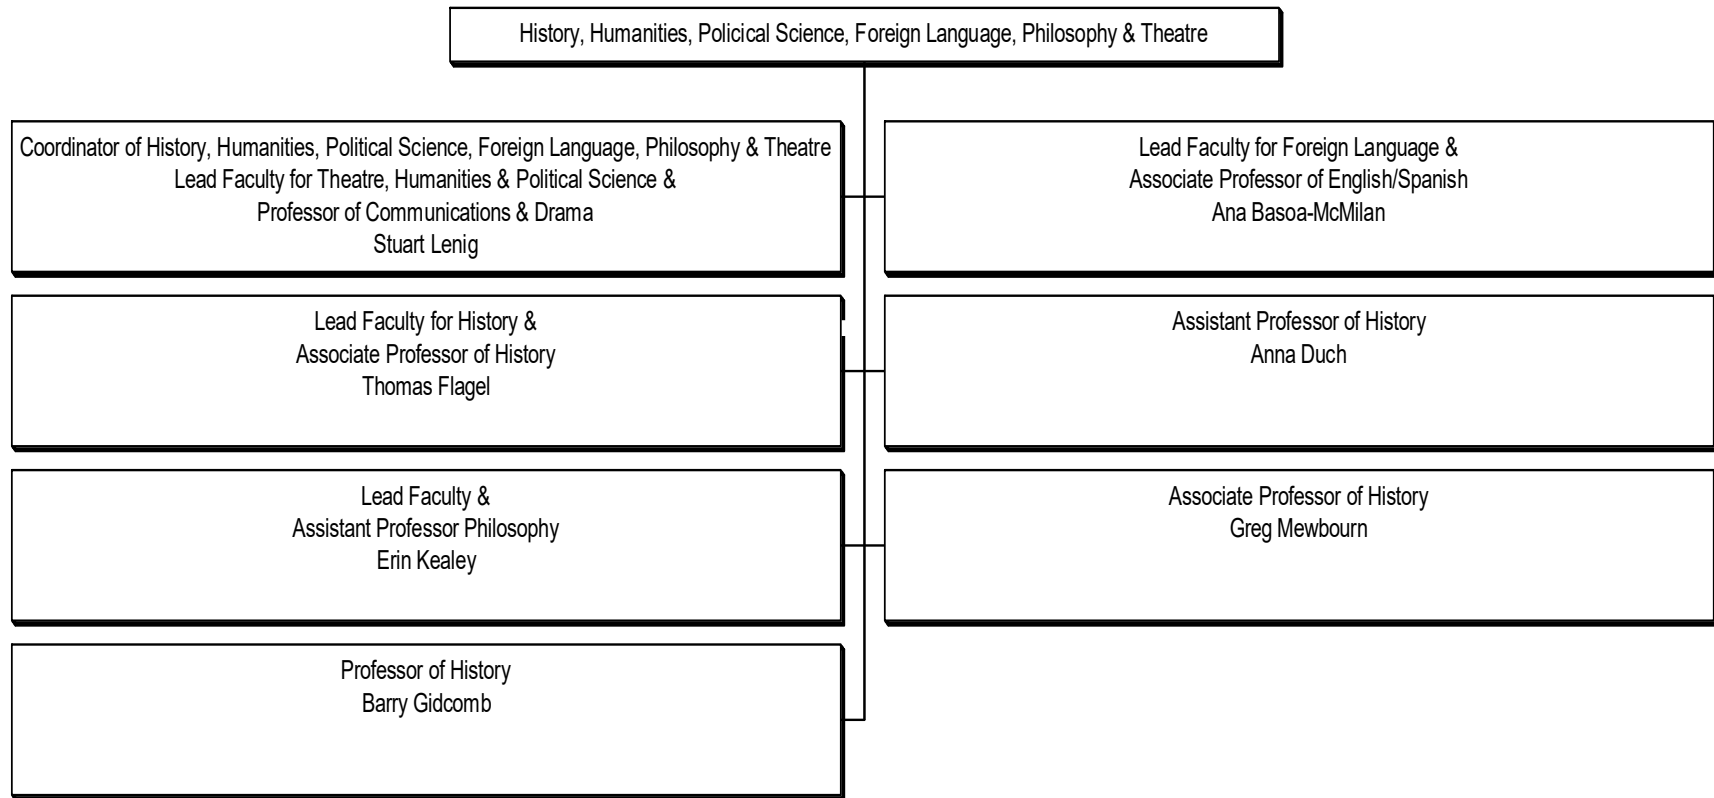 History, Humanities, Policical Science, Foreign Language, Philosophy & Theatre
Coordinator of History, Humanities, Political Science, Foreign Language, Philosophy & Theatre
Lead Faculty for Theatre, Humanities & Political Science &
Professor of Communications & Drama
Stuart Lenig
Lead Faculty for Foreign Language &
Associate Professor of English/Spanish
Ana Basoa-McMilan
Lead Faculty for History &
Associate Professor of History
Thomas Flagel
Assistant Professor of History
Anna Duch
Lead Faculty &
Assistant Professor Philosophy
Erin Kealey
Associate Professor of History
Greg Mewbourn
Professor of History
Barry Gidcomb